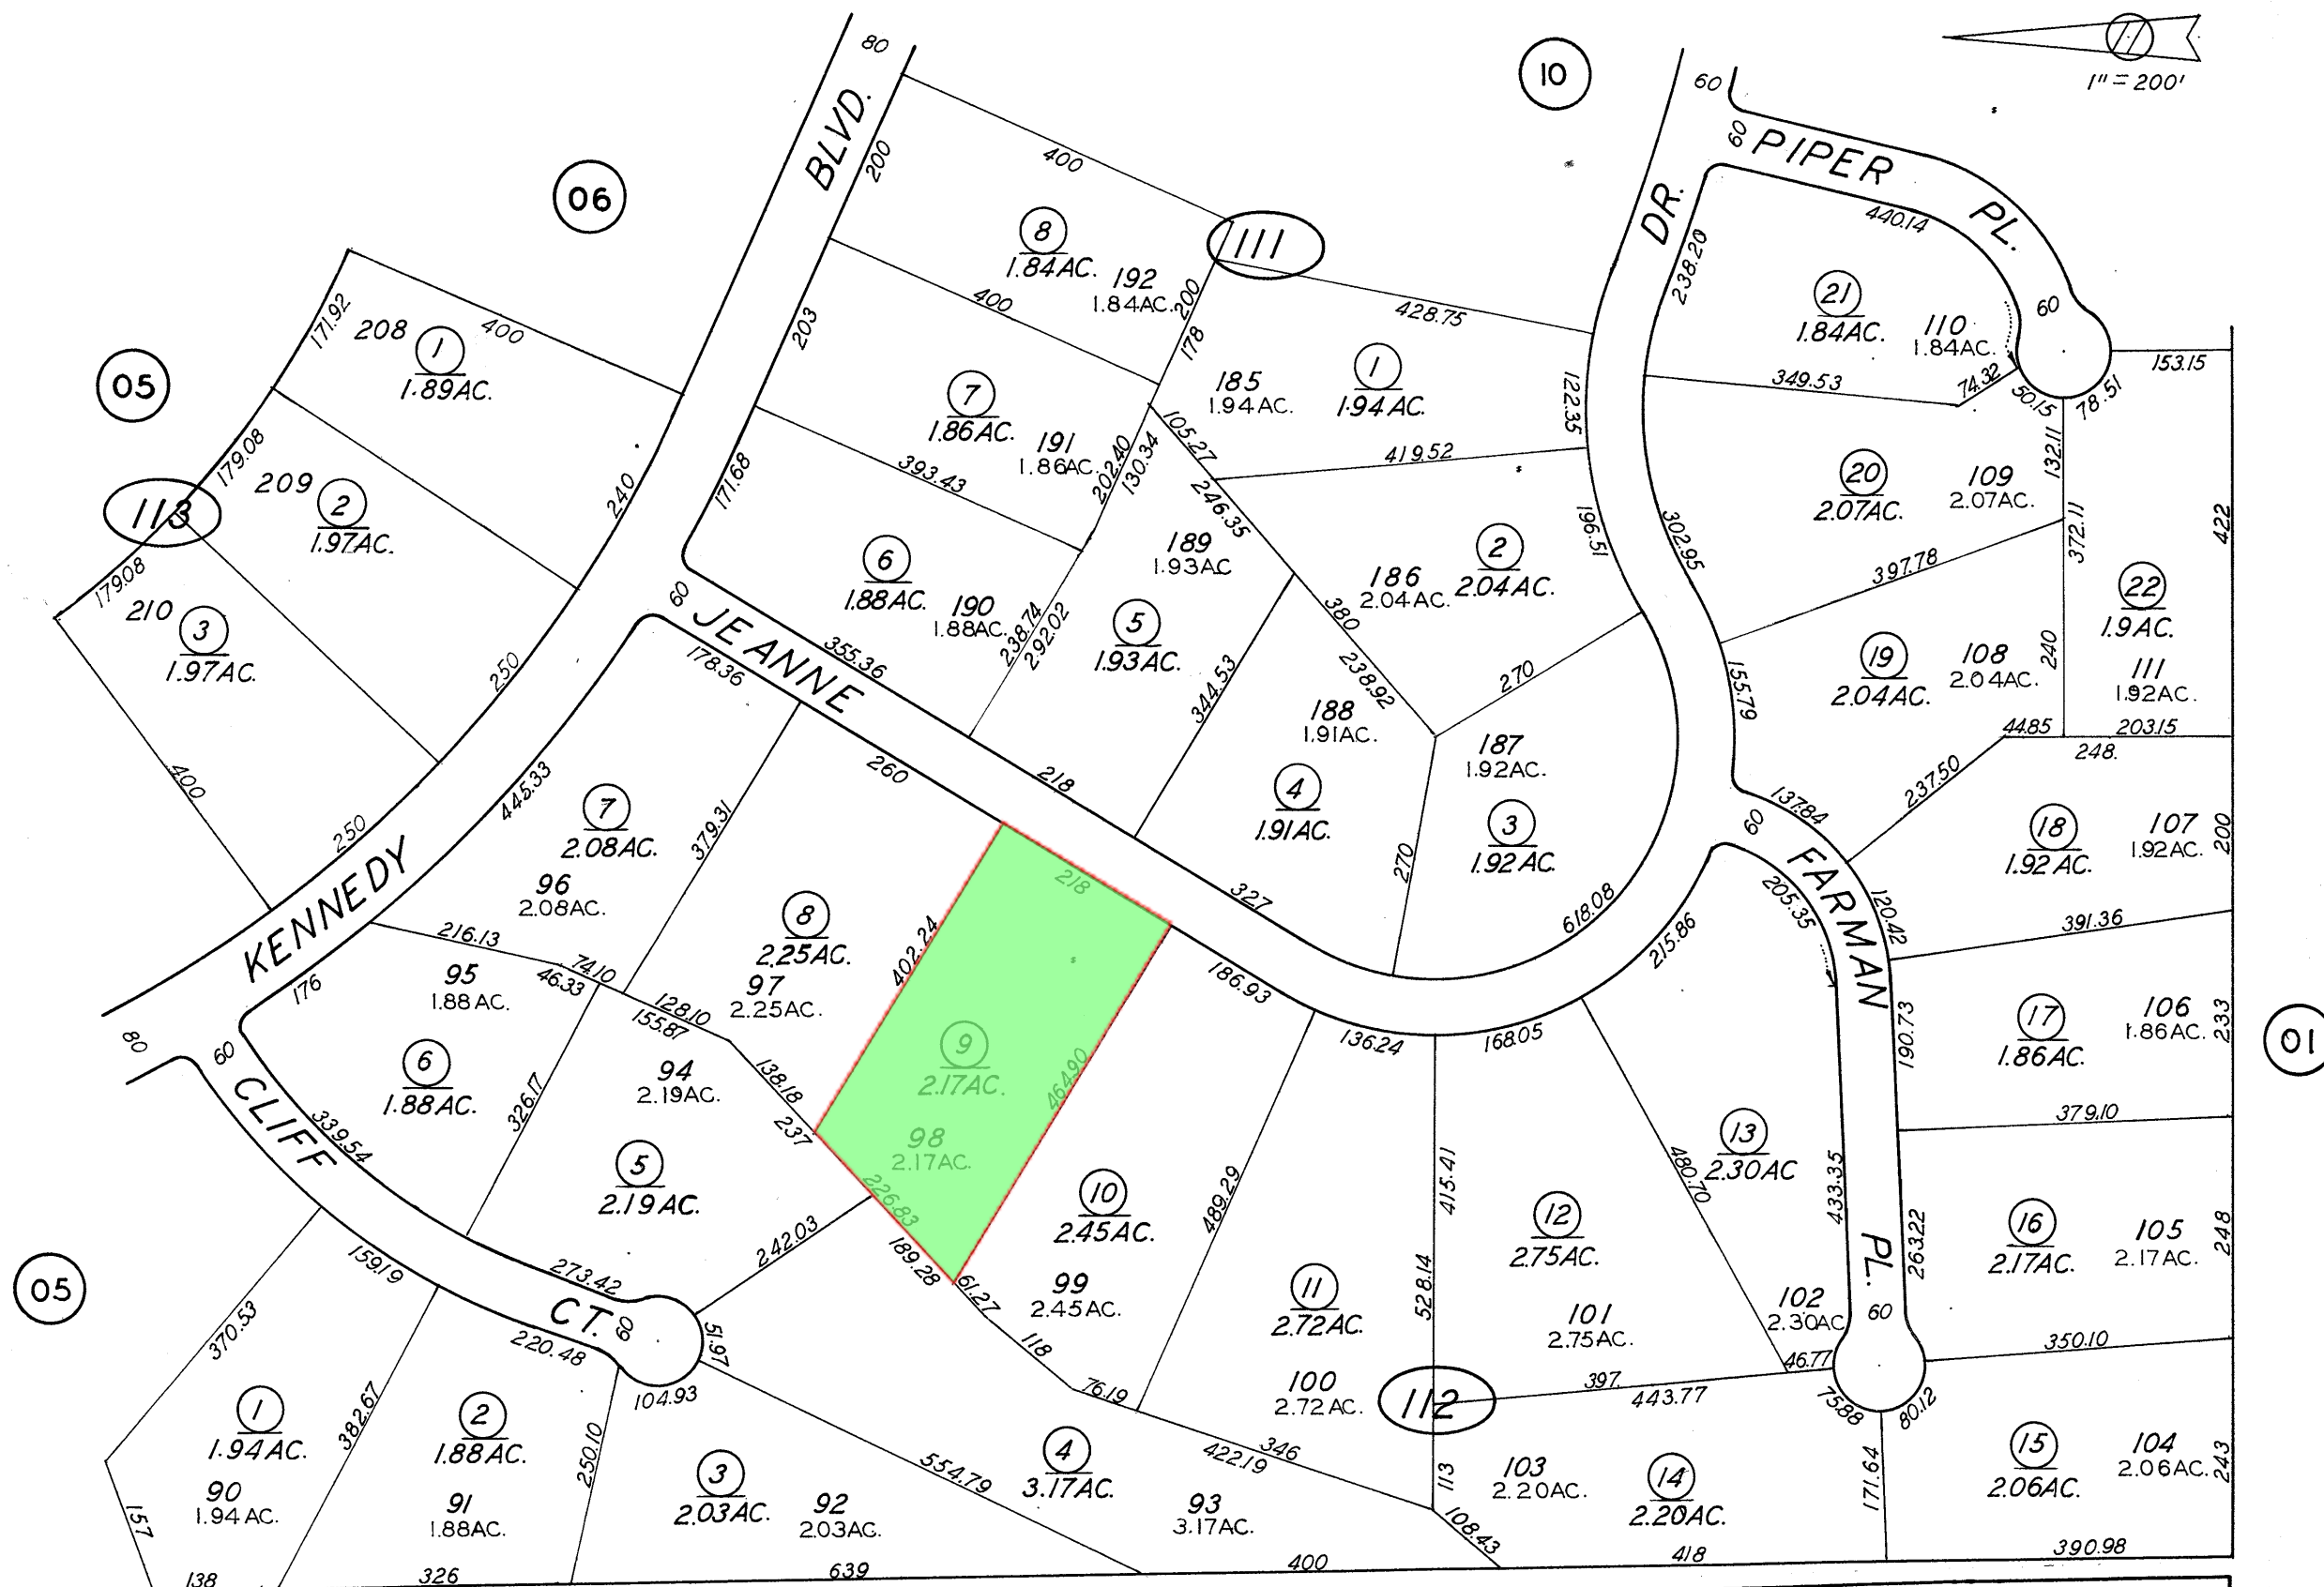 80
BLVD.
200
400
10
60
60
PIPER
PL.
1" = 200'
06
8
1.84AC.
192
1.84AC.
111
DR.
440.14
238.20
21
1.84AC.
110
1.84AC.
60
153.15
74.32
50.15
78.51
171.92
208
1
1.89AC.
400
203
400
200
178
428.75
05
7
1.86AC.
191
1.86AC.
185
1.94AC.
1
1.94AC.
122.35
349.53
179.08
209
2
1.97AC.
113
240
171.68
393.43
202.40
130.34
105.27
246.35
419.52
196.51
302.95
20
2.07AC.
109
2.07AC.
132.11
372.11
422
179.08
210
3
1.97AC.
400
250
250
6
1.88AC.
190
1.88AC.
189
1.93AC
5
1.93AC.
238.74
292.02
186
2.04AC.
2
2.04AC.
380
238.92
270
397.78
22
1.9AC.
111
1.92AC.
240
19
2.04AC.
108
2.04AC.
155.79
44.85
203.15
248.
60
JEANNE
178.36
355.36
260
218
344.53
188
1.91AC.
4
1.91AC.
187
1.92AC.
3
1.92AC.
270
327
618.08
445.33
7
2.08AC.
96
2.08AC.
379.31
237.50
137.84
60
FARMAN
PL.
60
18
1.92AC.
107
1.92AC.
200
KENNEDY
176
216.13
46.33
74.10
128.10
155.87
8
2.25AC.
97
2.25AC.
402.24
218
186.93
215.86
205.35
120.42
391.36
80
60
CLIFF
CT.
60
95
1.88AC.
6
1.88AC.
339.54
326.17
94
2.19AC.
5
2.19AC.
138.18
237
9
2.17AC.
98
2.17AC.
464.90
226.83
189.28
136.24
168.05
190.73
17
1.86AC.
106
1.86AC.
233
01
379.10
13
2.30AC
480.70
433.35
263.22
102
2.30AC
10
2.45AC.
99
2.45AC.
489.29
415.41
528.14
12
2.75AC.
101
2.75AC.
16
2.17AC.
105
2.17AC.
248
350.10
05
159.19
273.42
242.03
51.97
220.48
104.93
61.27
118
76.19
11
2.72AC.
100
2.72AC.
112
397.
443.77
46.77
75.88
80.12
370.53
382.67
250.10
554.79
346
422.19
1
1.94AC.
90
1.94AC.
2
1.88AC.
91
1.88AC.
3
2.03AC.
92
2.03AC.
4
3.17AC.
93
3.17AC.
113
108.43
103
2.20AC.
14
2.20AC.
171.64
15
2.06AC.
104
2.06AC.
243
157
138
326
639
400
418
390.98